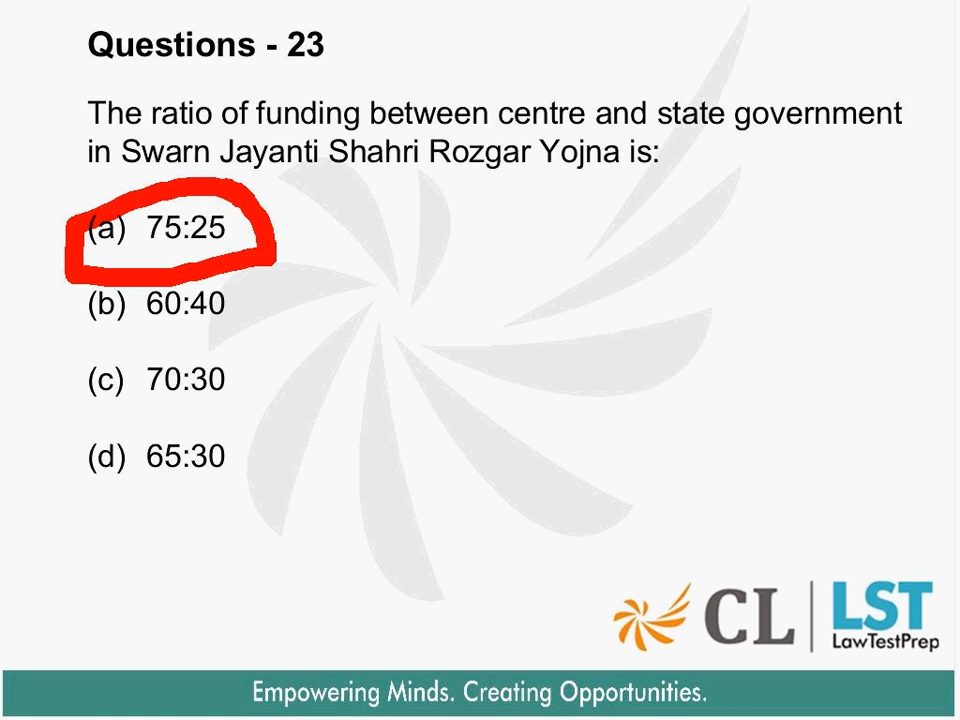 Questions - 23
The ratio of funding between centre and state government
in Swarn Jayanti Shahri Rozgar Yojna is:
(a) 75:25
(b) 60:40
(c) 70:30
(d) 65:30
CL LST
LawTestPrep
Empowering Minds. Creating Opportunities.